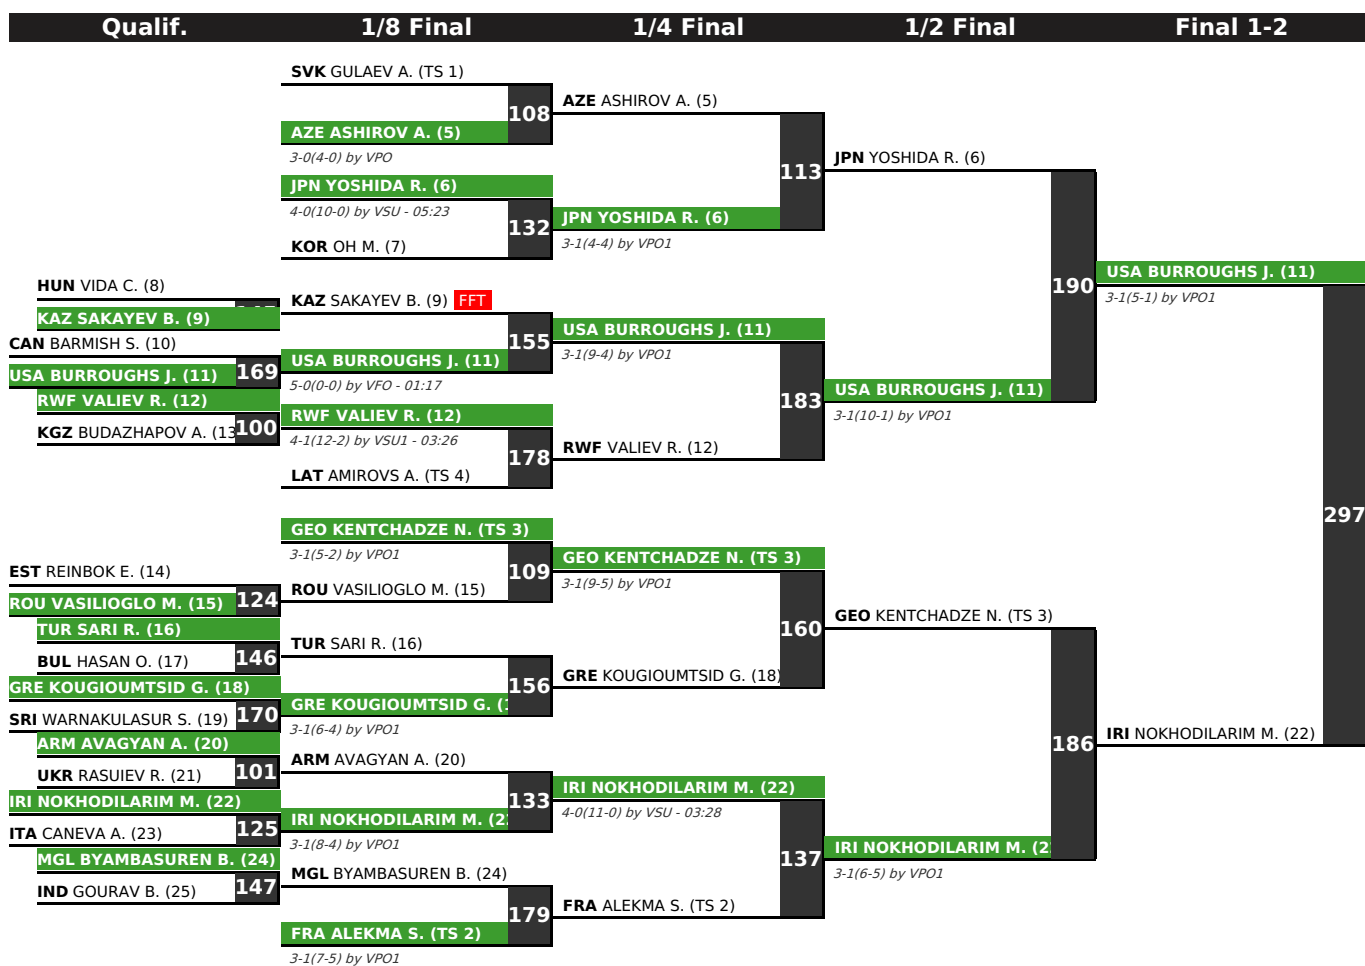 Qualif.
1/8 Final
1/4 Final
1/2 Final
Final 1-2
HUN VIDA C. (8)
KAZ SAKAYEV B. (9)
CAN BARMISH S. (10)
USA BURROUGHS J. (11)
169
RWF VALIEV R. (12)
KGZ BUDAZHAPOV A. (13
100
EST REINBOK E. (14)
ROU VASILIOGLO M. (15)
124
TUR SARI R. (16)
BUL HASAN O. (17)
146
GRE KOUGIOUMTSID G. (18)
SRI WARNAKULASUR S. (19)
170
ARM AVAGYAN A. (20)
UKR RASUIEV R. (21)
101
IRI NOKHODILARIM M. (22)
ITA CANEVA A. (23)
125
MGL BYAMBASUREN B. (24)
IND GOURAV B. (25)
147
SVK GULAEV A. (TS 1)
108
AZE ASHIROV A. (5)
3-0(4-0) by VPO
JPN YOSHIDA R. (6)
4-0(10-0) by VSU - 05:23
132
KOR OH M. (7)
KAZ SAKAYEV B. (9) FFT
155
USA BURROUGHS J. (11)
5-0(0-0) by VFO - 01:17
RWF VALIEV R. (12)
4-1(12-2) by VSU1 - 03:26
178
LAT AMIROVS A. (TS 4)
GEO KENTCHADZE N. (TS 3)
3-1(5-2) by VPO1
109
ROU VASILIOGLO M. (15)
TUR SARI R. (16)
156
GRE KOUGIOUMTSID G. (1
3-1(6-4) by VPO1
ARM AVAGYAN A. (20)
133
IRI NOKHODILARIM M. (2
3-1(8-4) by VPO1
MGL BYAMBASUREN B. (24)
179
FRA ALEKMA S. (TS 2)
3-1(7-5) by VPO1
AZE ASHIROV A. (5)
113
JPN YOSHIDA R. (6)
3-1(4-4) by VPO1
USA BURROUGHS J. (11)
3-1(9-4) by VPO1
183
RWF VALIEV R. (12)
GEO KENTCHADZE N. (TS 3)
3-1(9-5) by VPO1
160
GRE KOUGIOUMTSID G. (18)
IRI NOKHODILARIM M. (22)
4-0(11-0) by VSU - 03:28
137
FRA ALEKMA S. (TS 2)
JPN YOSHIDA R. (6)
190
USA BURROUGHS J. (11)
3-1(10-1) by VPO1
GEO KENTCHADZE N. (TS 3)
186
IRI NOKHODILARIM M. (2
3-1(6-5) by VPO1
USA BURROUGHS J. (11)
3-1(5-1) by VPO1
297
IRI NOKHODILARIM M. (22)